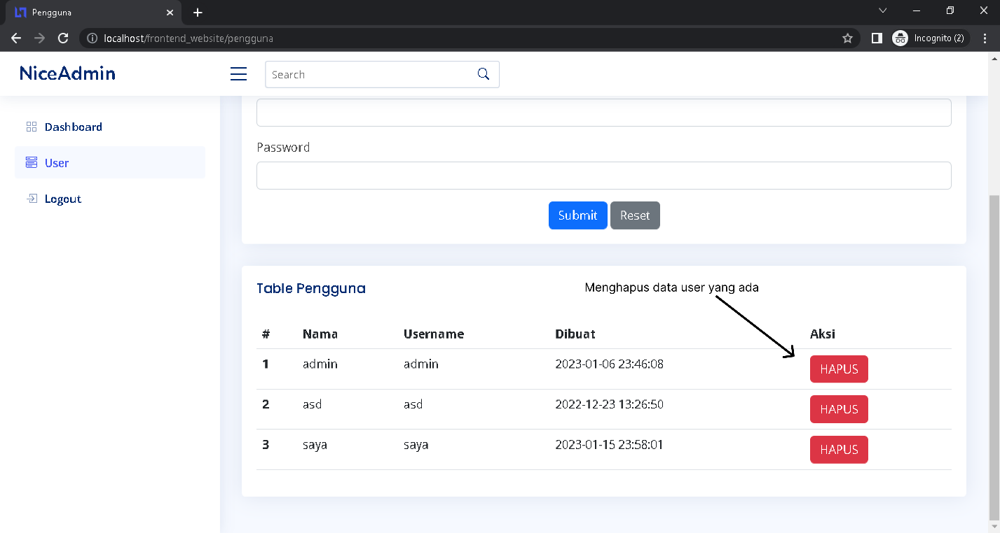 Pengguna
localhost/frontend_website/pengguna
Incognito (2)
NiceAdmin
Search
Dashboard
User
Logout
Password
Submit Reset
Table Pengguna
Menghapus data user yang ada
# Nama Username Dibuat Aksi
1 admin admin 2023-01-06 23:46:08 HAPUS
2 asd asd 2022-12-23 13:26:50 HAPUS
3 saya saya 2023-01-15 23:58:01 HAPUS